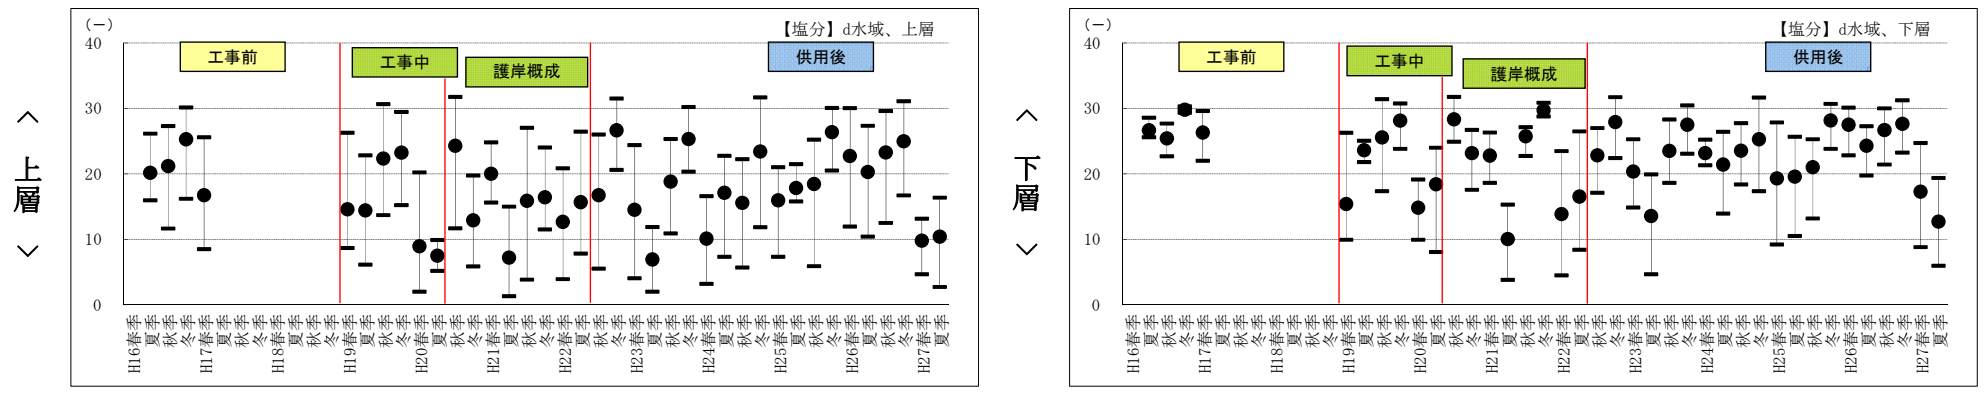 〈 上層 〉
(－)
【塩分】d水域、上層
40
30
20
10
0
工事前
工事中
護岸概成
供用後
H16春季
夏季
秋季
冬季
H17春季
夏季
秋季
冬季
H18春季
夏季
秋季
冬季
H19春季
夏季
秋季
冬季
H20春季
夏季
秋季
冬季
H21春季
夏季
秋季
冬季
H22春季
夏季
秋季
冬季
H23春季
夏季
秋季
冬季
H24春季
夏季
秋季
冬季
H25春季
夏季
秋季
冬季
H26春季
夏季
秋季
冬季
H27春季
夏季
〈 下層 〉
(－)
【塩分】d水域、下層
40
30
20
10
0
工事前
工事中
護岸概成
供用後
H16春季
夏季
秋季
冬季
H17春季
夏季
秋季
冬季
H18春季
夏季
秋季
冬季
H19春季
夏季
秋季
冬季
H20春季
夏季
秋季
冬季
H21春季
夏季
秋季
冬季
H22春季
夏季
秋季
冬季
H23春季
夏季
秋季
冬季
H24春季
夏季
秋季
冬季
H25春季
夏季
秋季
冬季
H26春季
夏季
秋季
冬季
H27春季
夏季